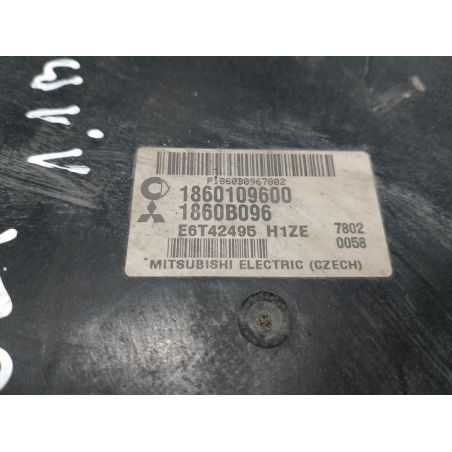 P1860B0967802
1860109600
1860B096
E6T42495 H1ZE 7802
0058
MITSUBISHI ELECTRIC (CZECH)